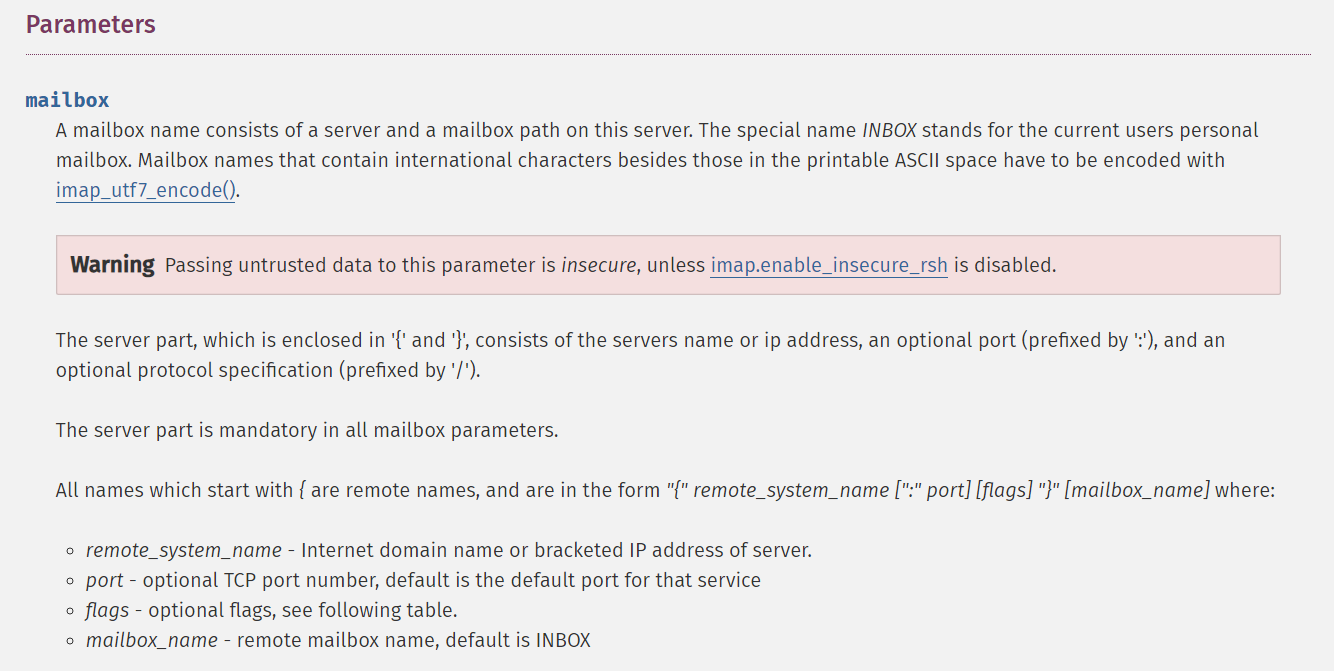 Parameters
mailbox
A mailbox name consists of a server and a mailbox path on this server. The special name INBOX stands for the current users personal
mailbox. Mailbox names that contain international characters besides those in the printable ASCII space have to be encoded with
imap_utf7_encode().
Warning Passing untrusted data to this parameter is insecure, unless imap.enable_insecure_rsh is disabled.
The server part, which is enclosed in '{' and '}', consists of the servers name or ip address, an optional port (prefixed by ':'), and an
optional protocol specification (prefixed by '/').
The server part is mandatory in all mailbox parameters.
All names which start with { are remote names, and are in the form "{" remote_system_name [":" port] [flags] "}" [mailbox_name] where:
◦ remote_system_name - Internet domain name or bracketed IP address of server.
◦ port - optional TCP port number, default is the default port for that service
◦ flags - optional flags, see following table.
◦ mailbox_name - remote mailbox name, default is INBOX